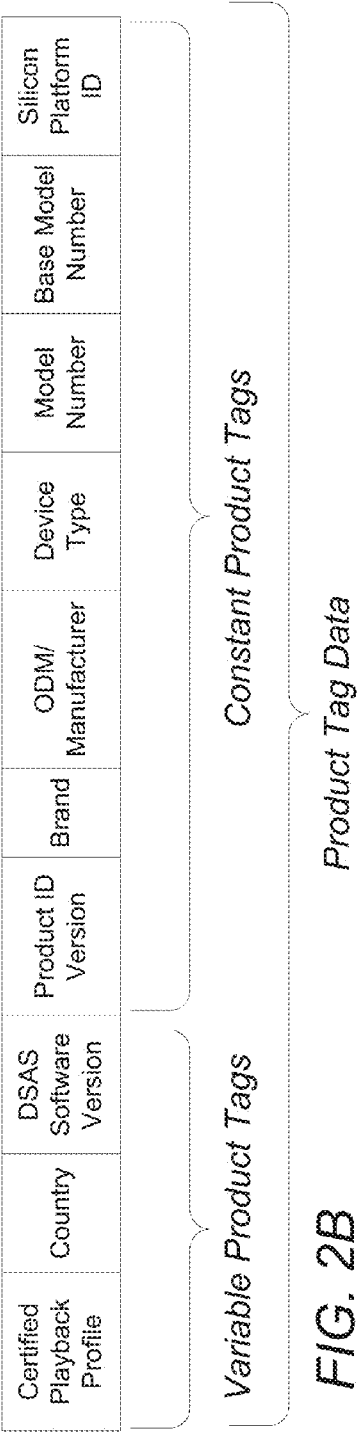 Certified
Playback
Profile
Country
DSAS
Software
Version
Product ID
Version
Brand
ODM/
Manufacturer
Device
Type
Model
Number
Base Model
Number
Silicon
Platform
ID
Variable Product Tags
Constant Product Tags
Product Tag Data
FIG. 2B